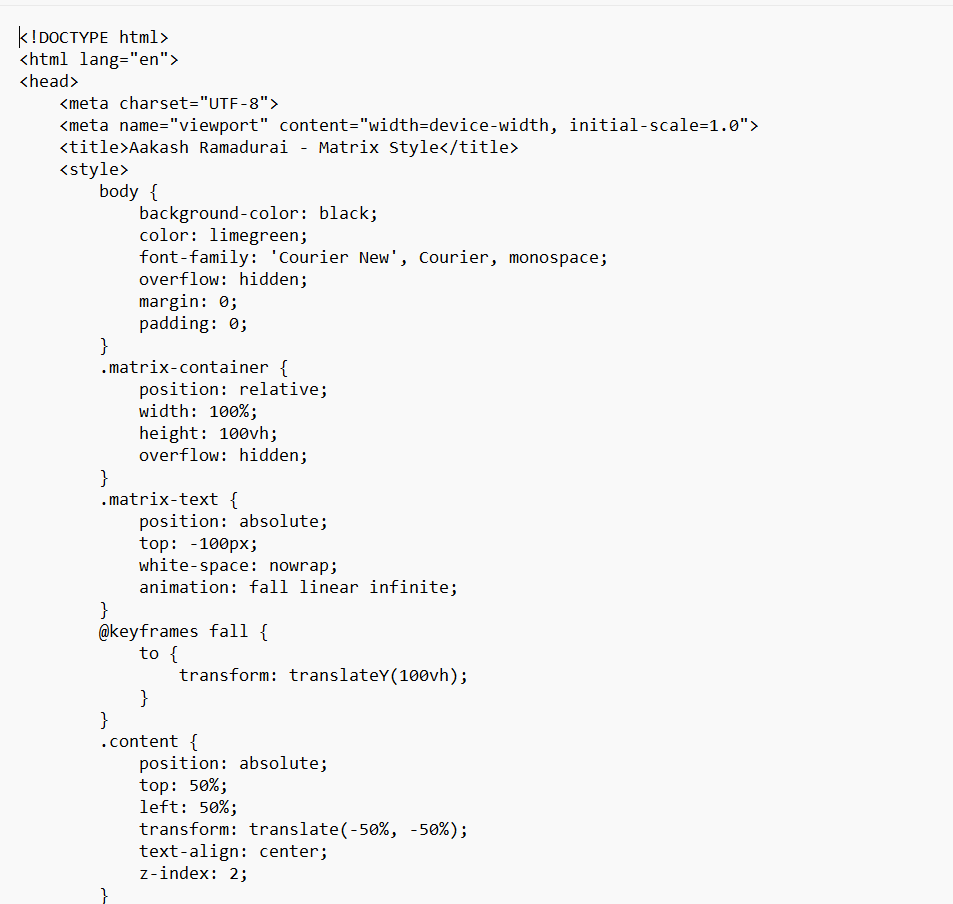 <!DOCTYPE html>
<html lang="en">
<head>
    <meta charset="UTF-8">
    <meta name="viewport" content="width=device-width, initial-scale=1.0">
    <title>Aakash Ramadurai - Matrix Style</title>
    <style>
        body {
            background-color: black;
            color: limegreen;
            font-family: 'Courier New', Courier, monospace;
            overflow: hidden;
            margin: 0;
            padding: 0;
        }
        .matrix-container {
            position: relative;
            width: 100%;
            height: 100vh;
            overflow: hidden;
        }
        .matrix-text {
            position: absolute;
            top: -100px;
            white-space: nowrap;
            animation: fall linear infinite;
        }
        @keyframes fall {
            to {
                transform: translateY(100vh);
            }
        }
        .content {
            position: absolute;
            top: 50%;
            left: 50%;
            transform: translate(-50%, -50%);
            text-align: center;
            z-index: 2;
        }